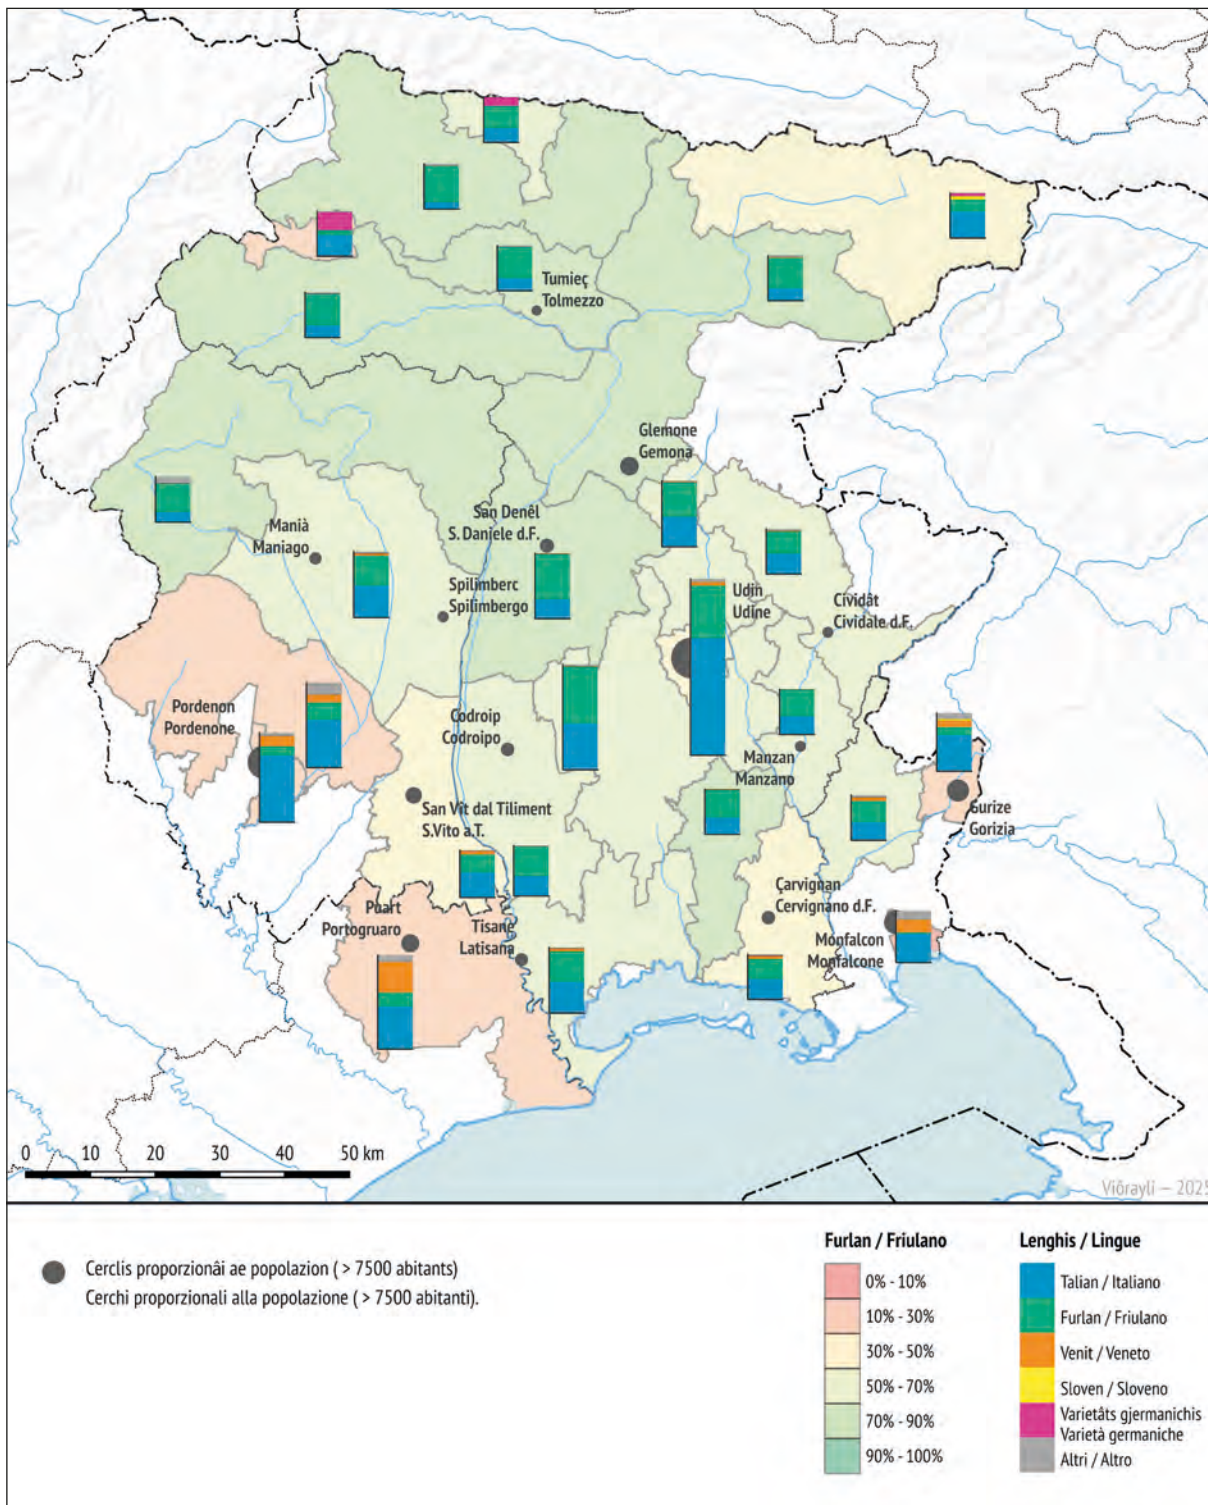 Tumieç
Tolmezzo
Glemone
Gemona
San Denêl
S. Daniele d.F.
Manià
Maniago
Spilimberc
Spilimbergo
Udin
Udine
Cividât
Cividale d.F.
Pordenon
Pordenone
Codroip
Codroipo
Manzan
Manzano
San Vît dal Tiliment
S.Vito a.T.
Gurize
Gorizia
Çarvignan
Cervignano d.F.
Puart
Portogruaro
Tisane
Latisana
Monfalcon
Monfalcone
0 10 20 30 40 50 km
Viôrayli — 2025
Cerclis proporzionâi ae popolazion ( > 7500 abitants)
Cerchi proporzionali alla popolazione ( > 7500 abitanti).
Furlan / Friulano
0% - 10%
10% - 30%
30% - 50%
50% - 70%
70% - 90%
90% - 100%
Lenghis / Lingue
Talian / Italiano
Furlan / Friulano
Venit / Veneto
Sloven / Sloveno
Varietâts gjermanichis
Varietà germaniche
Altri / Altro